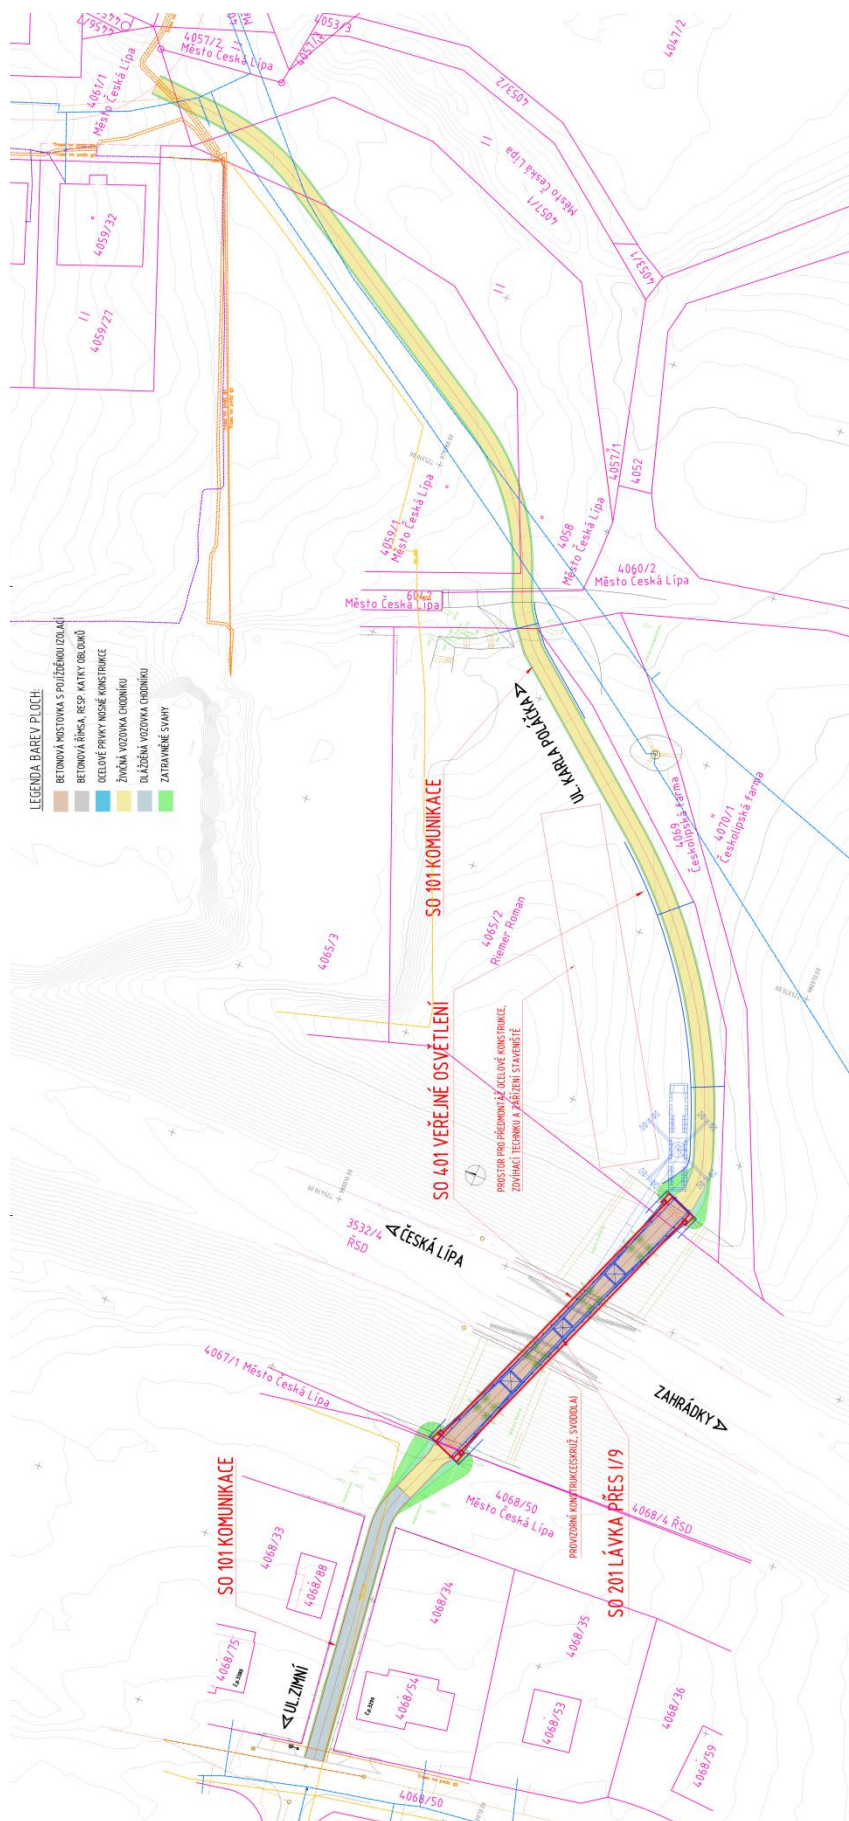 4456/7
4057/2
Město Česká Lípa
4053/3
4057/
4047/2
4053/2
4061/1
Město Česká Lípa
Město Česká Lípa
4057/1
4053/1
4059/32
4059/27
4057/1
4052
4059/1
Město Česká Lípa
4058
Město Česká Lípa
4060/2
Město Česká Lípa
6042
Město Česká Lípa
LEGENDA BAREV PLOCH:
BETONOVÁ MOSTOVKA S POJÍŽDĚNOU IZOLACÍ
BETONOVÁ ŘÍMSA, RESP. KATKY OBLOUKŮ
OCELOVÉ PRVKY NOSNÉ KONSTRUKCE
ŽIVIČNÁ VOZOVKA CHODNÍKU
DLÁŽDĚNÁ VOZOVKA CHODNÍKU
ZATRAVNĚNÉ SVAHY
UL. KARLA POLÁČKA
SO 101 KOMUNIKACE
4069
Českolipská farma
4070/1
Českolipská farma
4065/3
4065/2
Riemer Roman
SO 401 VEŘEJNÉ OSVĚTLENÍ
PROSTOR PRO PŘEDMONTÁŽ OCELOVÉ KONSTRUKCE,
ZDVÍHACÍ TECHNIKU A ZAŘÍZENÍ STAVENIŠTĚ
3532/4
ŘSD
ČESKÁ LÍPA
4067/1 Město Česká Lípa
ZAHRÁDKY
PROVIZORNÍ KONSTRUKCE(SKRUŽ, SVODIDLA)
SO 201 LÁVKA PŘES I/9
4068/50
Město Česká Lípa
4068/4 ŘSD
SO 101 KOMUNIKACE
4068/33
4068/88
4068/34
4068/75
č.p.3300
UL.ZIMNÍ
4068/54
č.p.3299
4068/35
4068/53
4068/36
4068/59
4068/50